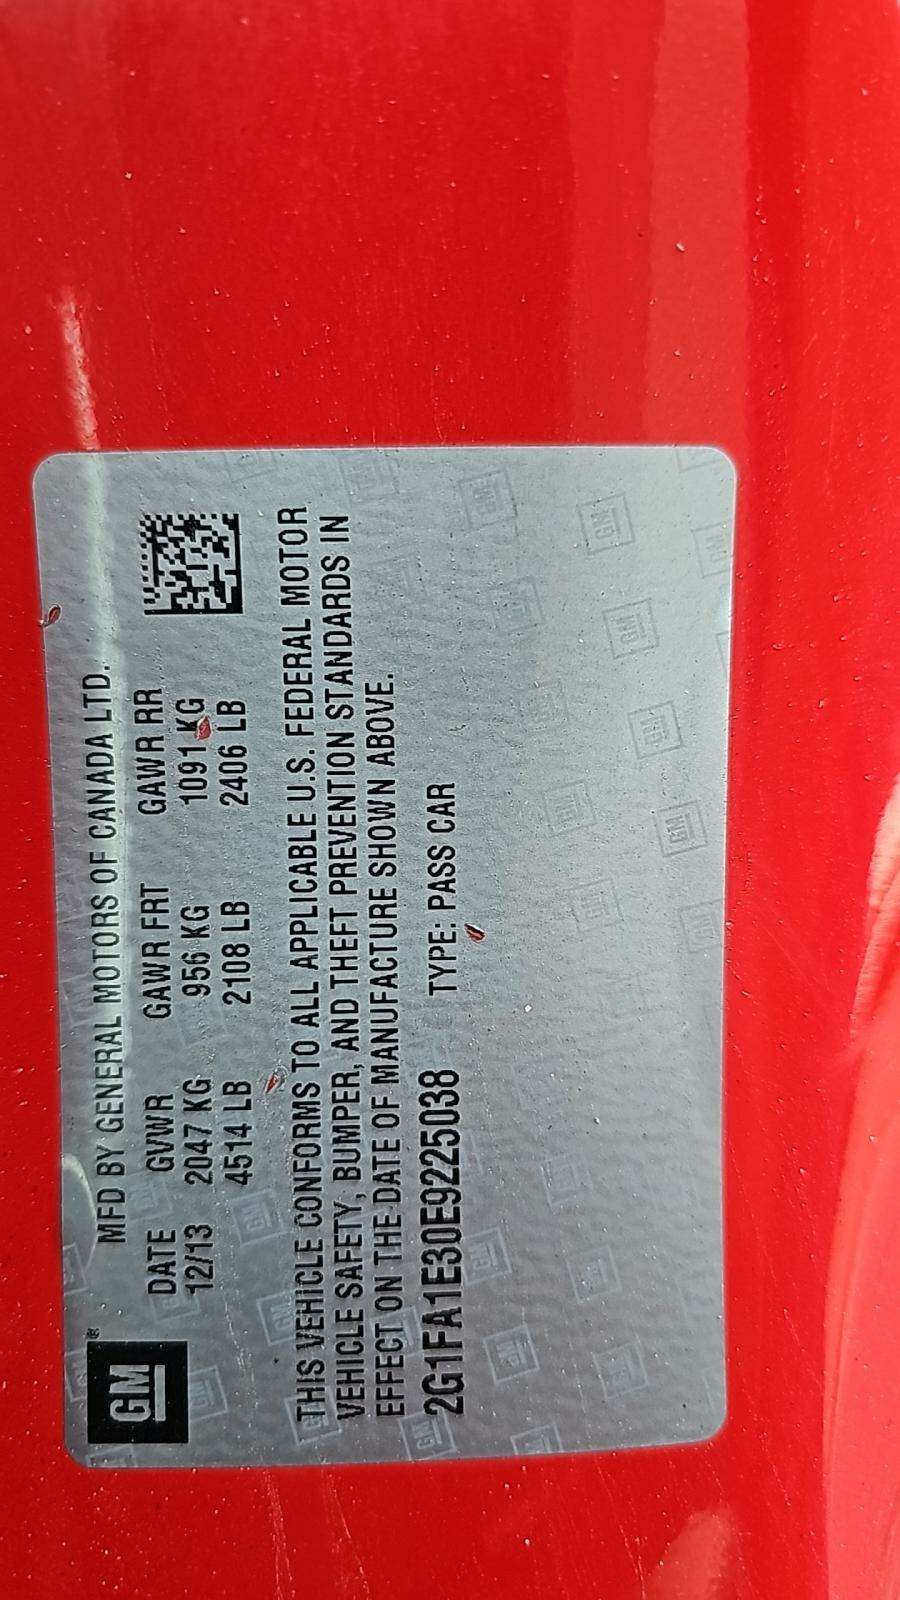 GM®
MFD BY GENERAL MOTORS OF CANADA LTD.
DATE GVWR GAWR FRT GAWR RR
12/13 2047 KG 956 KG 1091 KG
4514 LB 2108 LB 2406 LB
THIS VEHICLE CONFORMS TO ALL APPLICABLE U.S. FEDERAL MOTOR
VEHICLE SAFETY, BUMPER, AND THEFT PREVENTION STANDARDS IN
EFFECT ON THE DATE OF MANUFACTURE SHOWN ABOVE.
2G1FA1E30E9225038 TYPE: PASS CAR